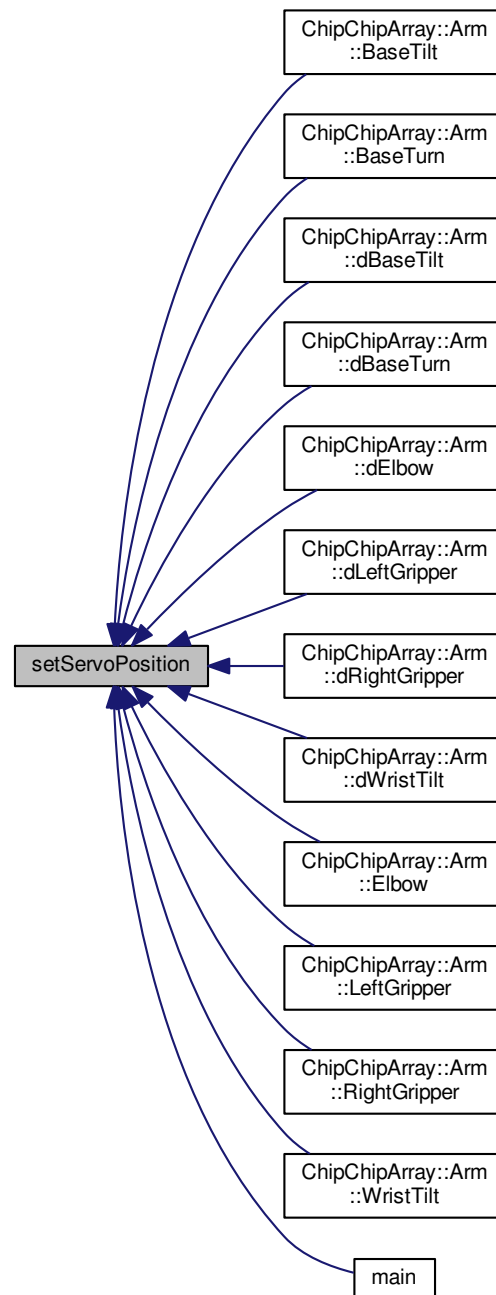 ChipChipArray::Arm
::BaseTilt
ChipChipArray::Arm
::BaseTurn
ChipChipArray::Arm
::dBaseTilt
ChipChipArray::Arm
::dBaseTurn
ChipChipArray::Arm
::dElbow
ChipChipArray::Arm
::dLeftGripper
setServoPosition
ChipChipArray::Arm
::dRightGripper
ChipChipArray::Arm
::dWristTilt
ChipChipArray::Arm
::Elbow
ChipChipArray::Arm
::LeftGripper
ChipChipArray::Arm
::RightGripper
ChipChipArray::Arm
::WristTilt
main